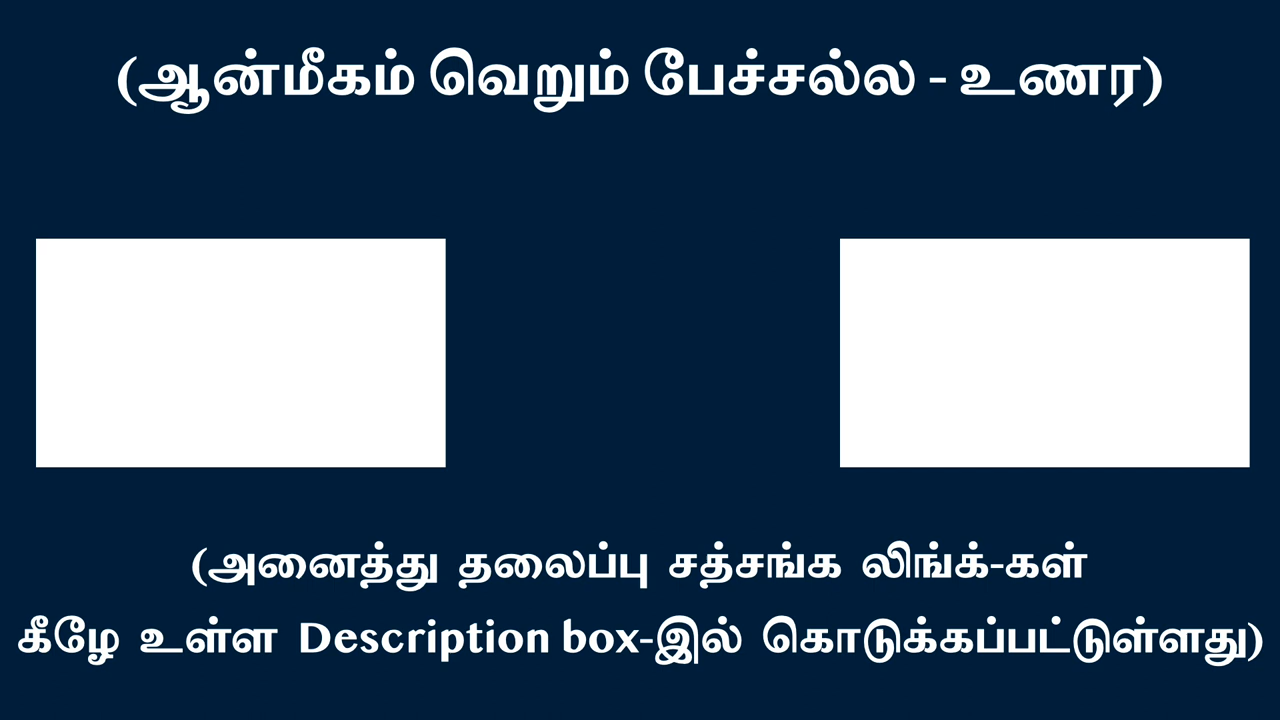 (ஆன்மீகம் வெறும் பேச்சல்ல - உணர)
(அனைத்து தலைப்பு சத்சங்க லிங்க்-கள்
கீழே உள்ள Description box-இல் கொடுக்கப்பட்டுள்ளது)